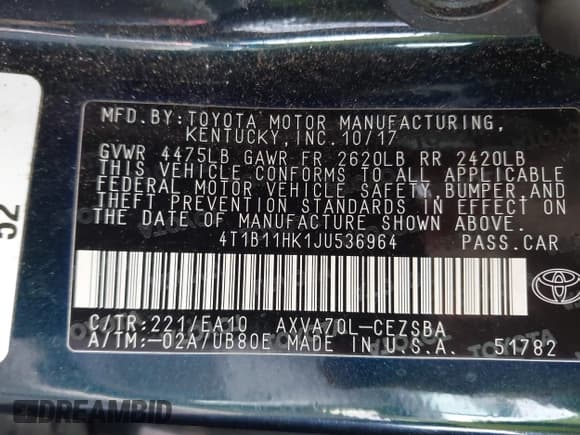 MFD.BY:TOYOTA MOTOR MANUFACTURING,
KENTUCKY,INC.10/17
GVWR 4475LB GAWR FR 2620LB RR 2420LB
THIS VEHICLE CONFORMS TO ALL APPLICABLE
FEDERAL MOTOR VEHICLE SAFETY,BUMPER AND
THEFT PREVENTION STANDARDS IN EFFECT ON
THE DATE OF MANUFACTURE SHOWN ABOVE.
4T1B11HK1JU536964 PASS.CAR
C/TR:221/EA10 AXVA70L-CEZSBA
A/TM:-02A/UB80E MADE IN U.S.A. 51782
52
DREAMBID